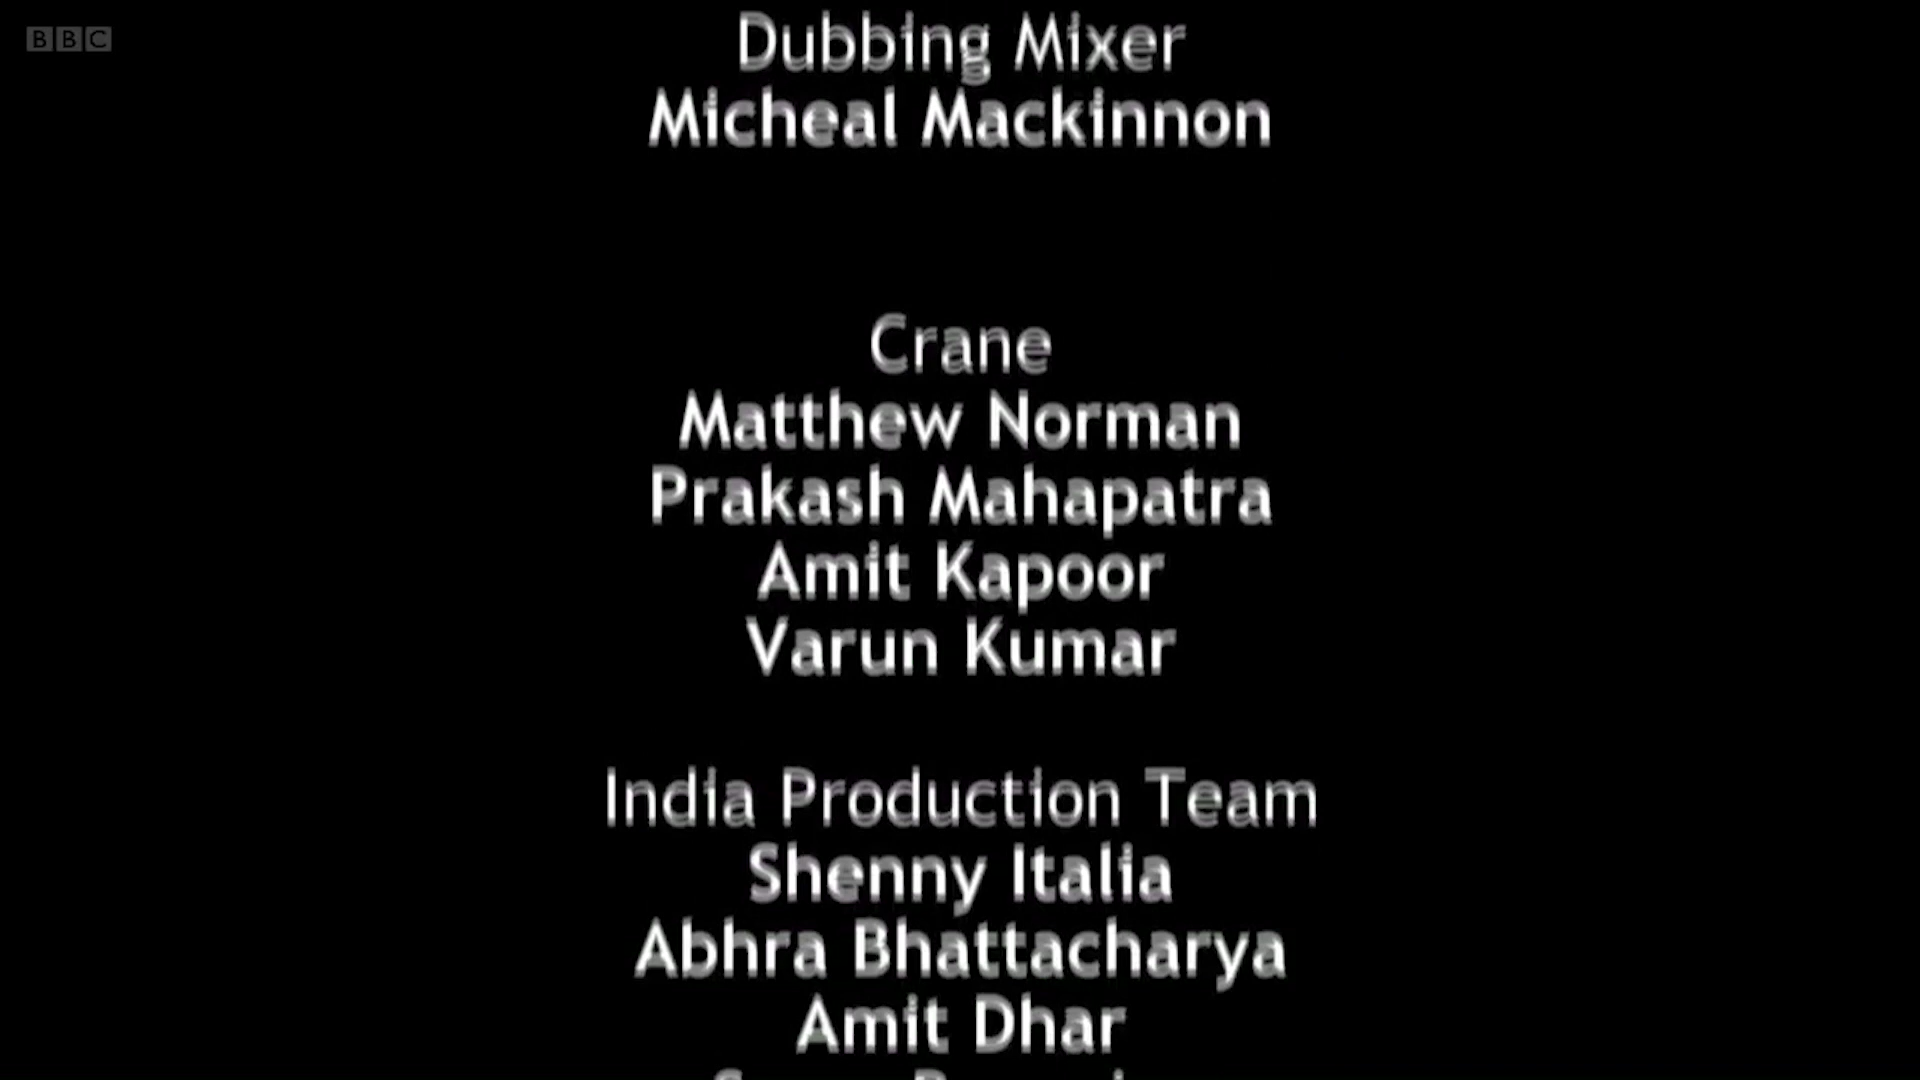 BBC
Dubbing Mixer
Micheal Mackinnon
Crane
Matthew Norman
Prakash Mahapatra
Amit Kapoor
Varun Kumar
India Production Team
Shenny Italia
Abhra Bhattacharya
Amit Dhar